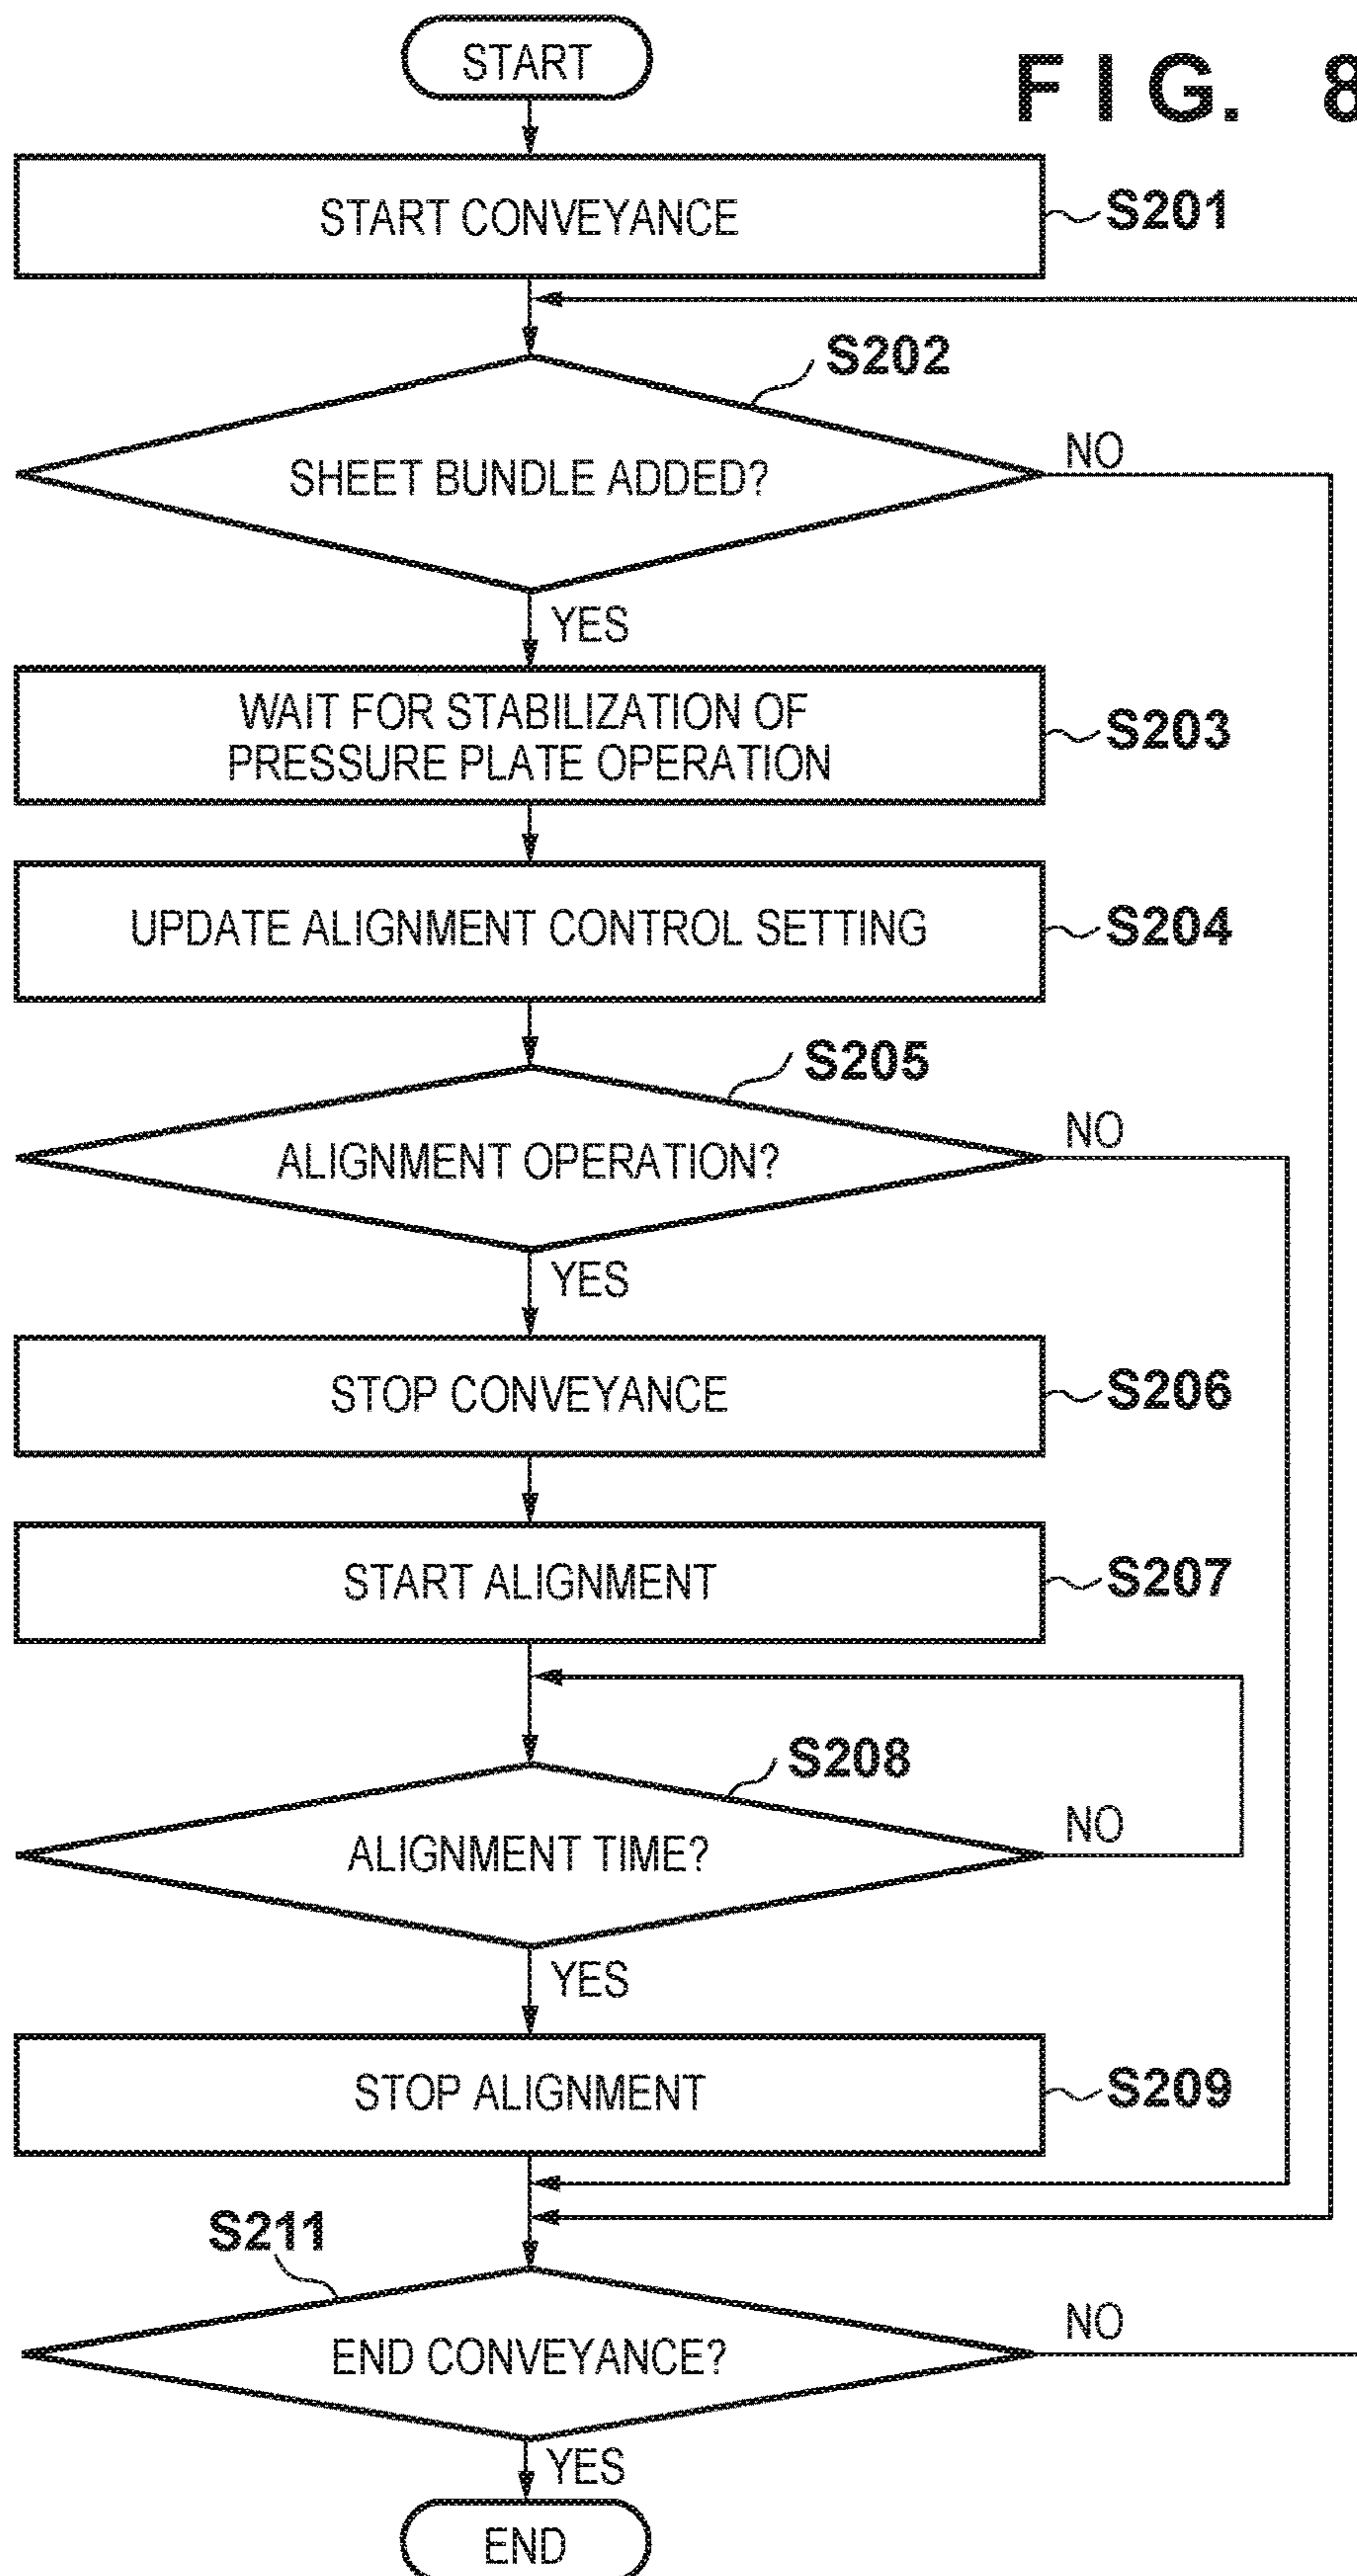 START
FIG. 8
START CONVEYANCE
S201
S202
SHEET BUNDLE ADDED?
NO
YES
WAIT FOR STABILIZATION OF
PRESSURE PLATE OPERATION
S203
UPDATE ALIGNMENT CONTROL SETTING
S204
S205
ALIGNMENT OPERATION?
NO
YES
STOP CONVEYANCE
S206
START ALIGNMENT
S207
S208
ALIGNMENT TIME?
NO
YES
STOP ALIGNMENT
S209
S211
END CONVEYANCE?
NO
YES
END